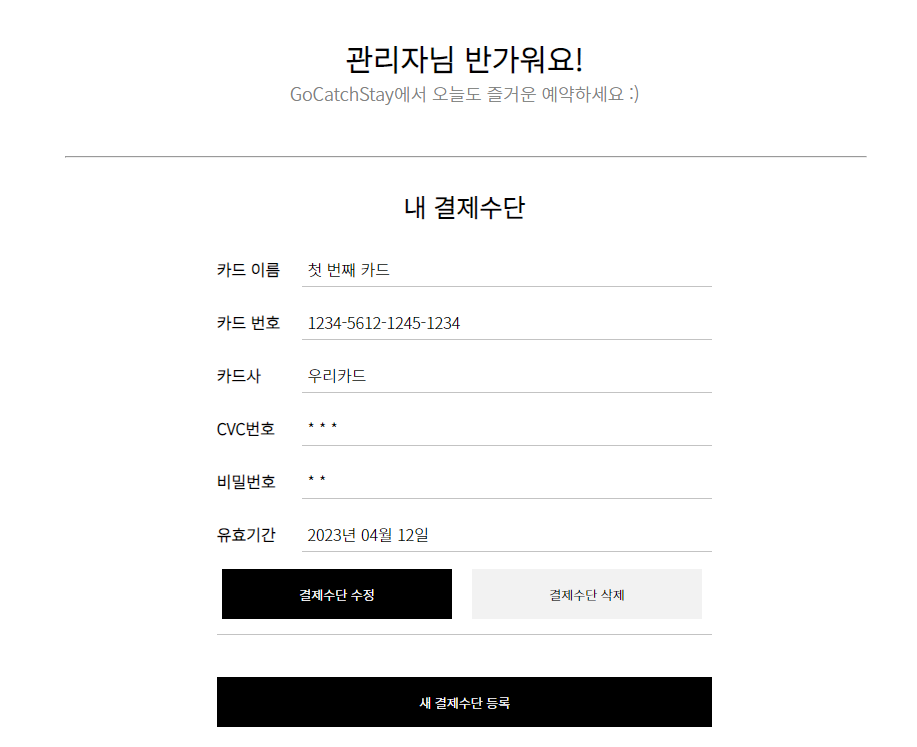 관리자님 반가워요!
GoCatchStay에서 오늘도 즐거운 예약하세요 :)
내 결제수단
카드 이름 첫 번째 카드
카드 번호 1234-5612-1245-1234
카드사 우리카드
CVC번호 * * *
비밀번호 * *
유효기간 2023년 04월 12일
결제수단 수정 결제수단 삭제
새 결제수단 등록